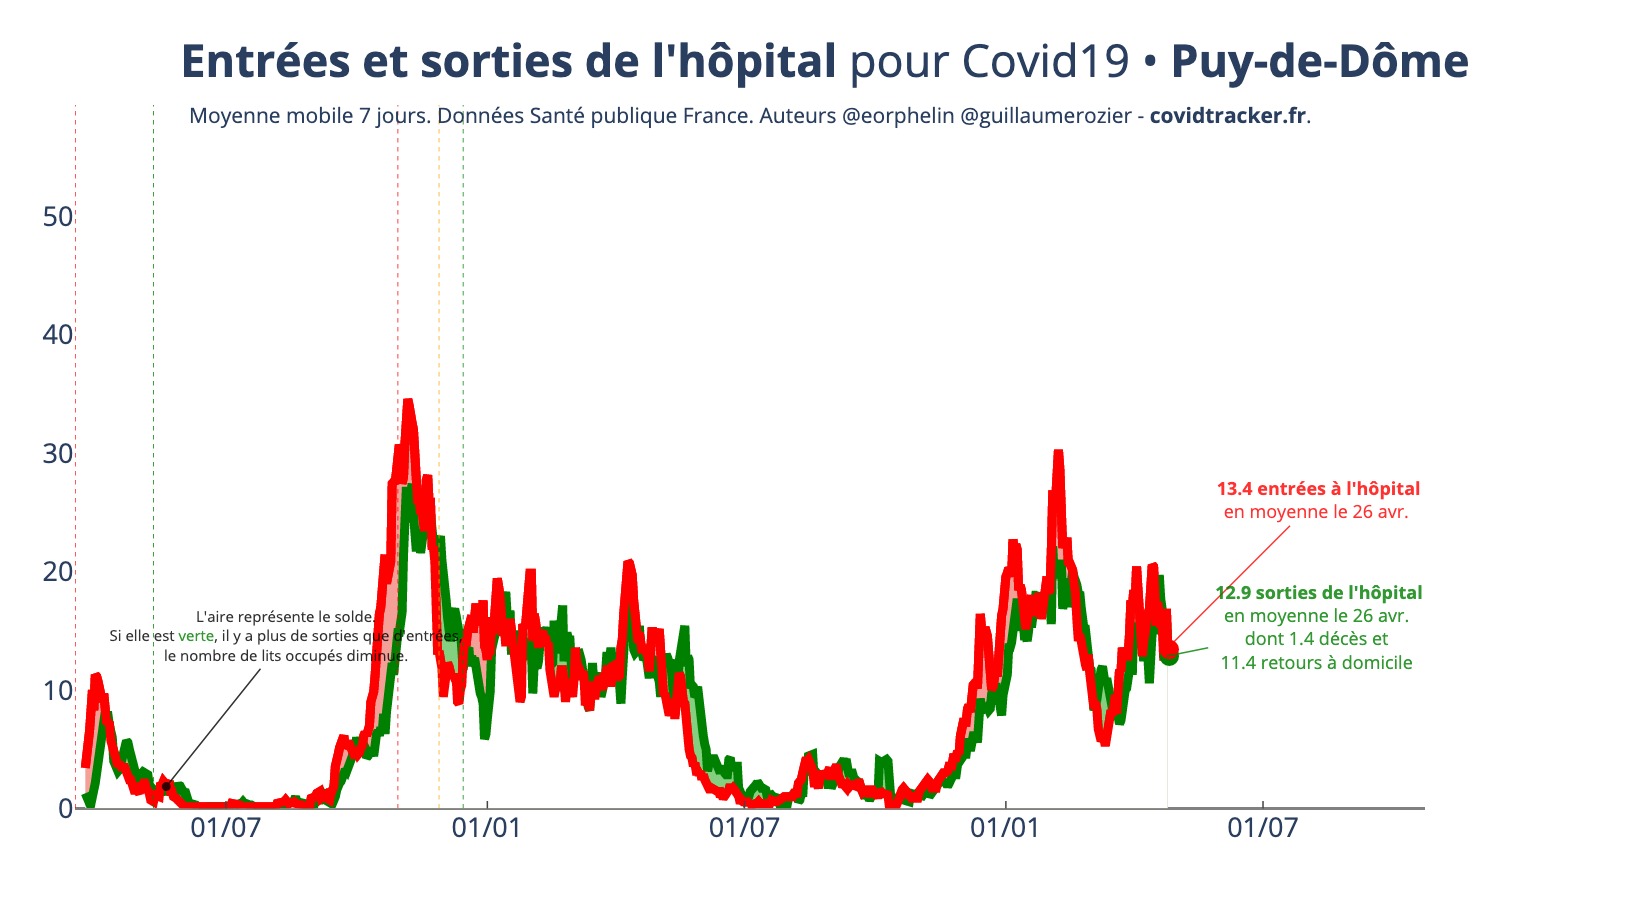 Entrées et sorties de l'hôpital pour Covid19 • Puy-de-Dôme
Moyenne mobile 7 jours. Données Santé publique France. Auteurs @eorphelin @guillaumerozier - covidtracker.fr.
50
40
30
20
10
0
L'aire représente le solde.
Si elle est verte, il y a plus de sorties que d'entrées,
le nombre de lits occupés diminue.
13.4 entrées à l'hôpital
en moyenne le 26 avr.
12.9 sorties de l'hôpital
en moyenne le 26 avr.
dont 1.4 décès et
11.4 retours à domicile
01/07
01/01
01/07
01/01
01/07